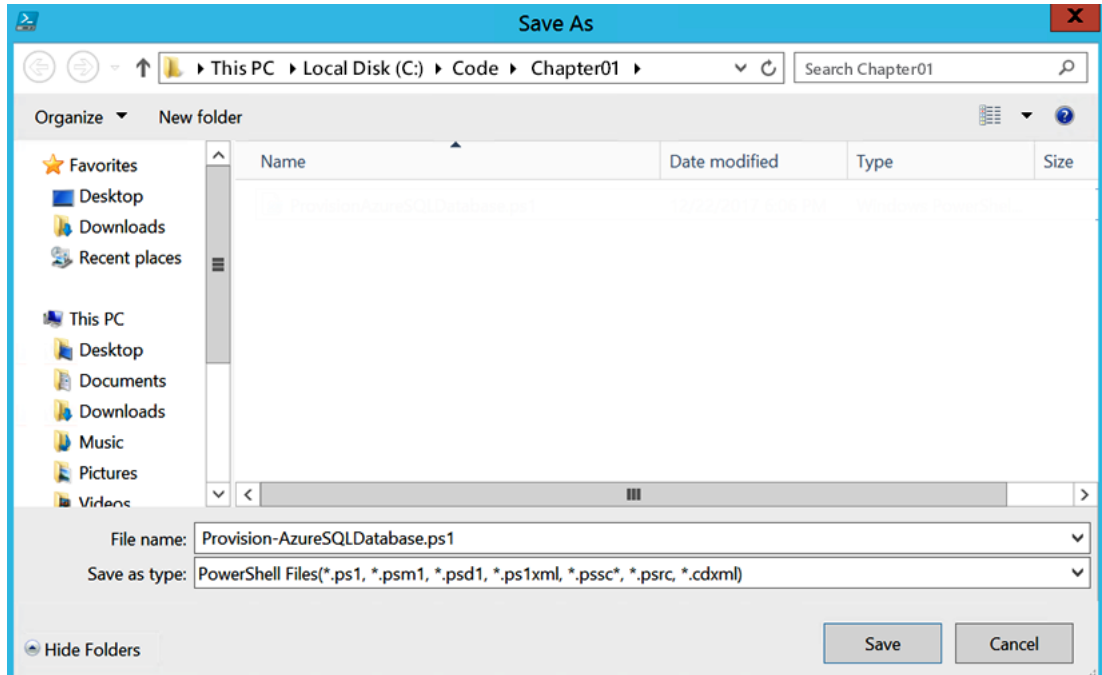 Save As
This PC Local Disk (C:) Code Chapter01
Search Chapter01
Organize New folder
Name Date modified Type Size
Favorites
Desktop
Downloads
Recent places
This PC
Desktop
Documents
Downloads
Music
Pictures
Videos
File name: Provision-AzureSQLDatabase.ps1
Save as type: PowerShell Files(*.ps1, *.psm1, *.psd1, *.ps1xml, *.pssc*, *.psrc, *.cdxml)
Hide Folders
Save Cancel